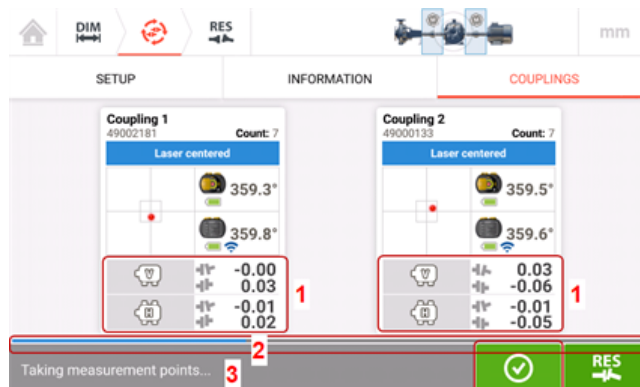 DIM
RES
mm
SETUP
INFORMATION
COUPLINGS
Coupling 1
49002181
Count: 7
Laser centered
359.3°
359.8°
V
-0.00
0.03
H
-0.01
0.02
1
Coupling 2
49000133
Count: 7
Laser centered
359.5°
359.6°
V
0.03
-0.06
H
-0.01
-0.05
1
2
Taking measurement points...
3
RES